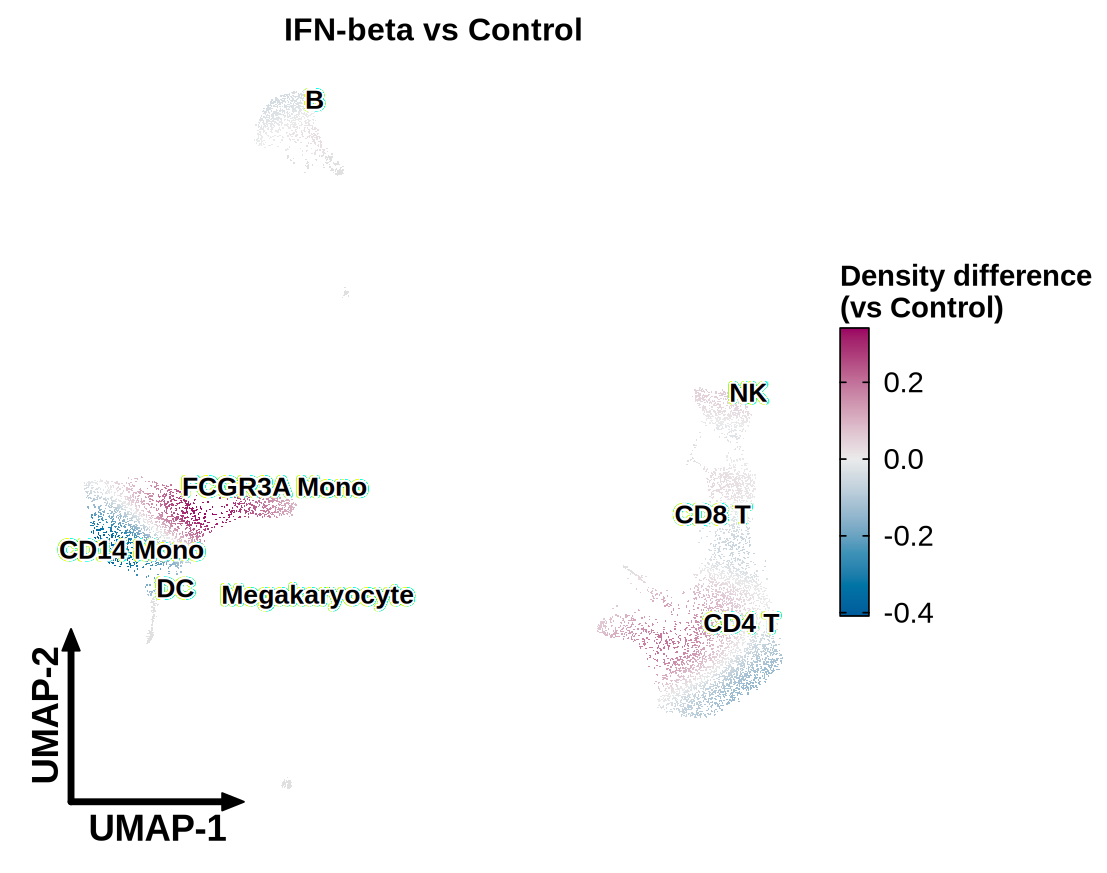 IFN-beta vs Control
B
Density difference
(vs Control)
0.2
0.0
-0.2
-0.4
NK
FCGR3A Mono
CD8 T
CD14 Mono
DC
Megakaryocyte
CD4 T
UMAP-2
UMAP-1